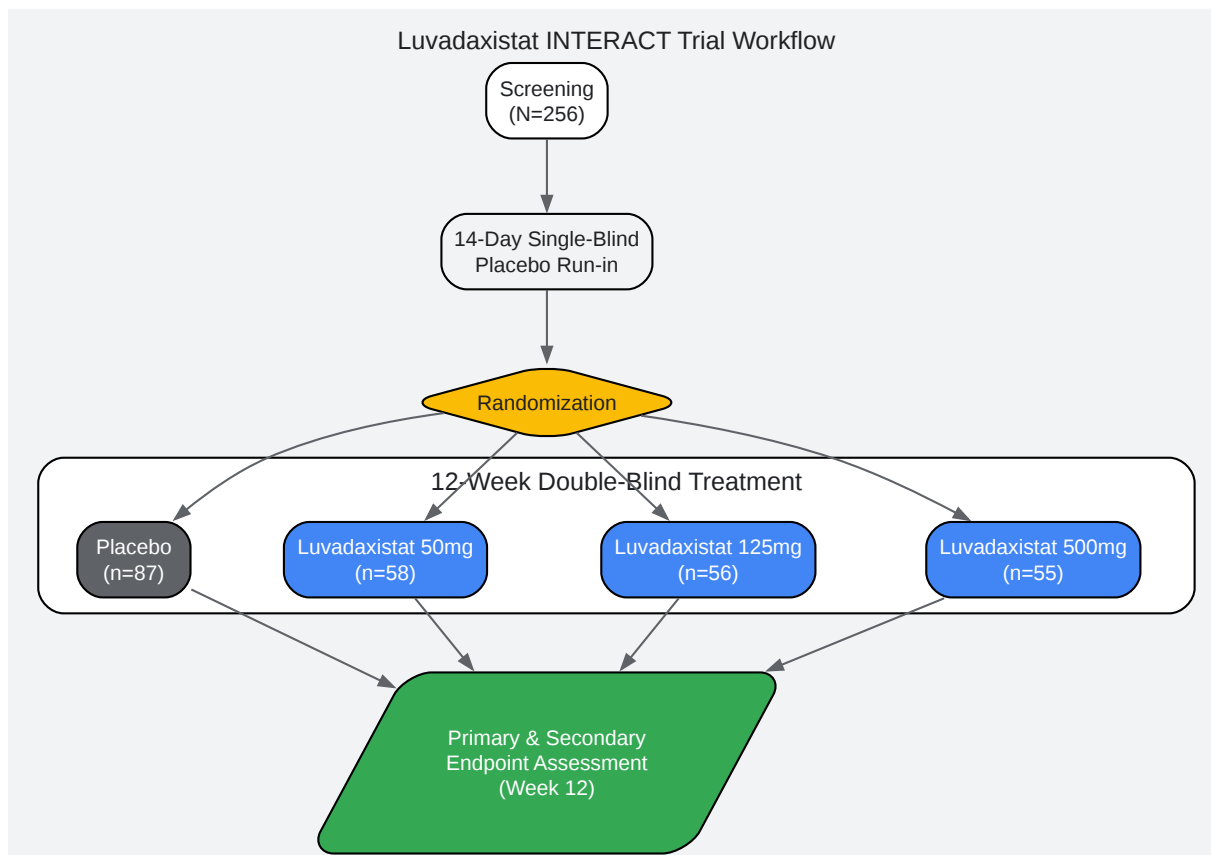 Luvadaxistat INTERACT Trial Workflow
Screening
(N=256)
14-Day Single-Blind
Placebo Run-in
Randomization
12-Week Double-Blind Treatment
Placebo
(n=87)
Luvadaxistat 50mg
(n=58)
Luvadaxistat 125mg
(n=56)
Luvadaxistat 500mg
(n=55)
Primary & Secondary
Endpoint Assessment
(Week 12)